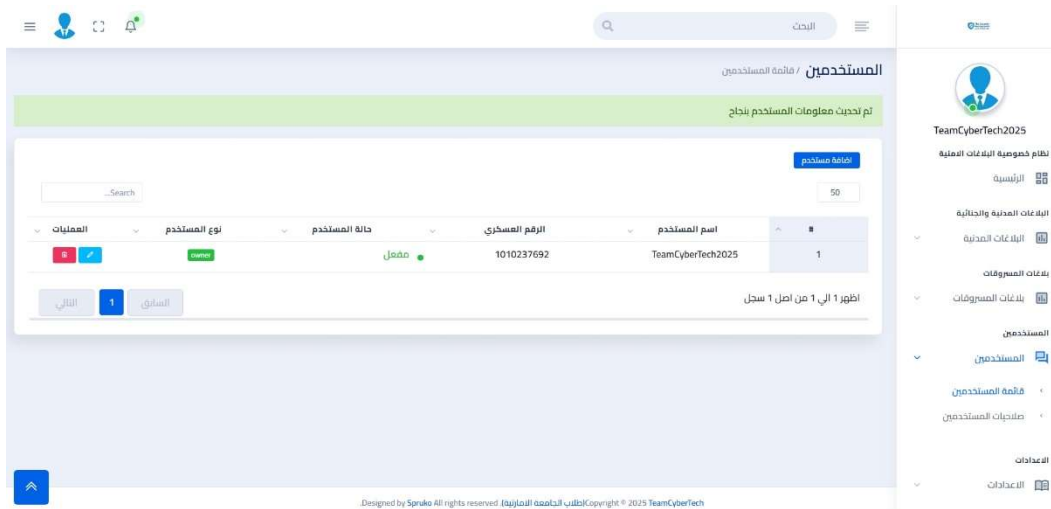 البحث
المستخدمين / قائمة المستخدمين
تم تحديث معلومات المستخدم بنجاح
اضافة مستخدم
50
Search...
# اسم المستخدم الرقم العسكري حالة المستخدم نوع المستخدم العمليات
1 TeamCyberTech2025 1010237692 مفعل owner
اظهر 1 الي 1 من اصل 1 سجل
السابق 1 التالي
TeamCyberTech2025
نظام خصوصية البلاغات الامنية
الرئيسية
البلاغات المدنية والجنائية
البلاغات المدنية
بلاغات المسروقات
بلاغات المسروقات
المستخدمين
المستخدمين
قائمة المستخدمين
صلاحيات المستخدمين
الاعدادات
الاعدادات
Copyright © 2025 TeamCyberTech(طلاب الجامعة الاماراتية). Designed by Spruko All rights reserved.